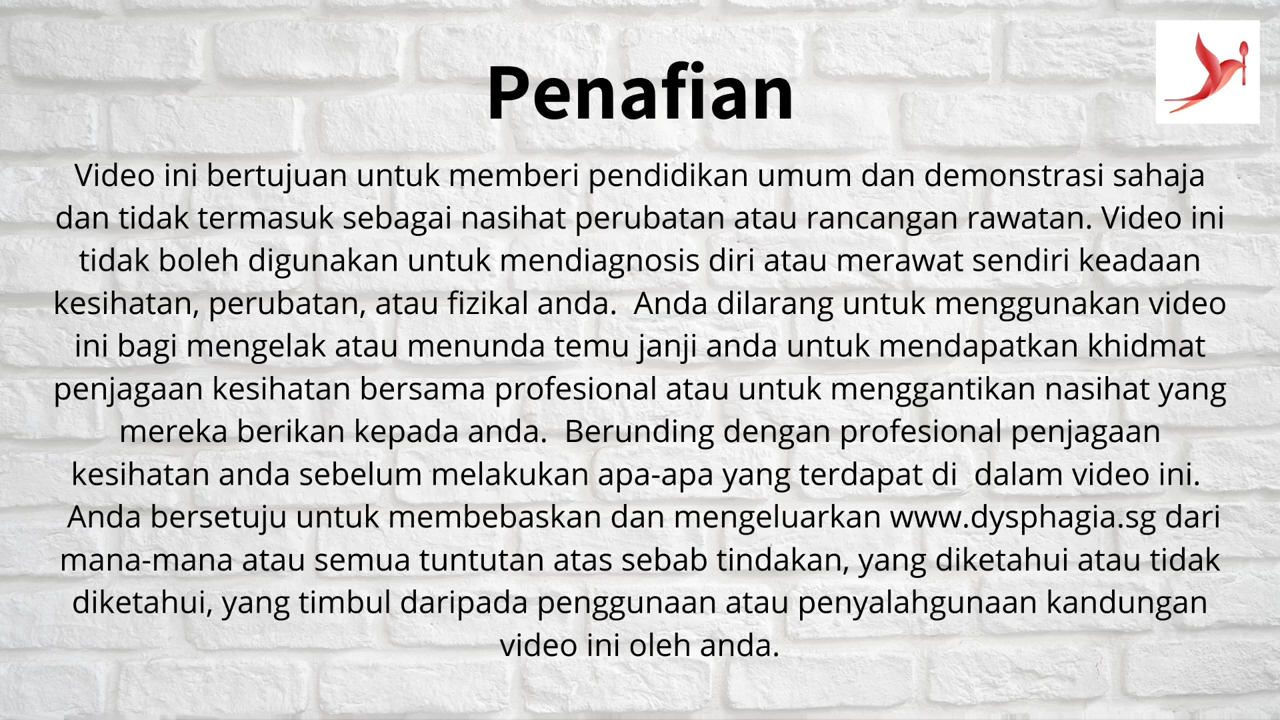 Penafian
Video ini bertujuan untuk memberi pendidikan umum dan demonstrasi sahaja
dan tidak termasuk sebagai nasihat perubatan atau rancangan rawatan. Video ini
tidak boleh digunakan untuk mendiagnosis diri atau merawat sendiri keadaan
kesihatan, perubatan, atau fizikal anda.  Anda dilarang untuk menggunakan video
ini bagi mengelak atau menunda temu janji anda untuk mendapatkan khidmat
penjagaan kesihatan bersama profesional atau untuk menggantikan nasihat yang
mereka berikan kepada anda.  Berunding dengan profesional penjagaan
kesihatan anda sebelum melakukan apa-apa yang terdapat di  dalam video ini.
Anda bersetuju untuk membebaskan dan mengeluarkan www.dysphagia.sg dari
mana-mana atau semua tuntutan atas sebab tindakan, yang diketahui atau tidak
diketahui, yang timbul daripada penggunaan atau penyalahgunaan kandungan
video ini oleh anda.